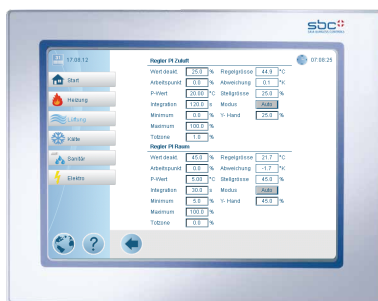 sbc
SAIA-BURGESS CONTROLS
17.08.12
Regler PI Zuluft
07:08:26
Wert deakt. 25.0 % Regelgrösse 44.9 °C
Start
Arbeitspunkt 0.0 % Abweichung 0.1 °K
P-Wert 20.00 °C Stellgrösse 25.0 %
Heizung
Integration 120.0 s Modus Auto
Minimum 0.0 % Y- Hand 25.0 %
Lüftung
Maximum 100.0 %
Totzone 1.0 %
Kälte
Regler PI Raum
Wert deakt. 45.0 % Regelgrösse 21.7 °C
Sanitär
Arbeitspunkt 0.0 % Abweichung -1.7 °K
P-Wert 5.00 °C Stellgrösse 45.0 %
Elektro
Integration 30.0 s Modus Auto
Minimum 5.0 % Y- Hand 45.0 %
Maximum 100.0 %
Totzone 0.0 %
?